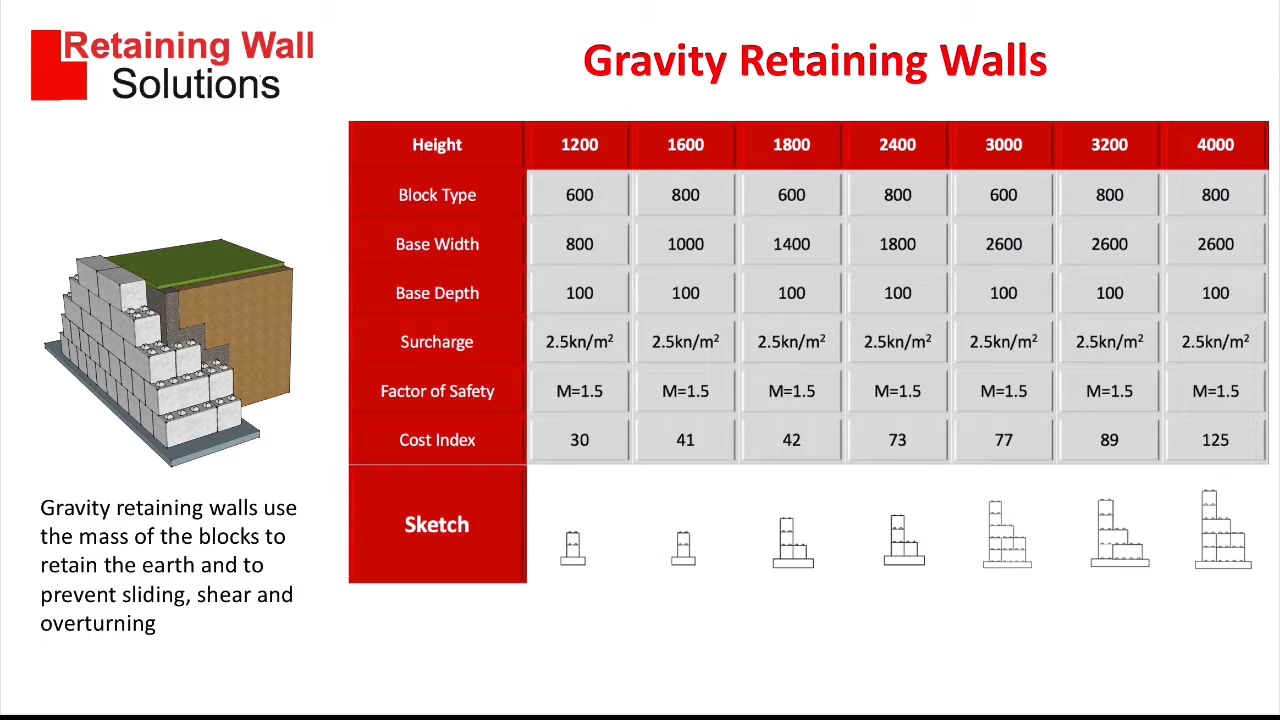 Retaining Wall
Solutions
Gravity Retaining Walls
Height 1200 1600 1800 2400 3000 3200 4000
Block Type 600 800 600 800 600 800 800
Base Width 800 1000 1400 1800 2600 2600 2600
Base Depth 100 100 100 100 100 100 100
Surcharge 2.5kn/m² 2.5kn/m² 2.5kn/m² 2.5kn/m² 2.5kn/m² 2.5kn/m² 2.5kn/m²
Factor of Safety M=1.5 M=1.5 M=1.5 M=1.5 M=1.5 M=1.5 M=1.5
Cost Index 30 41 42 73 77 89 125
Sketch
Gravity retaining walls use
the mass of the blocks to
retain the earth and to
prevent sliding, shear and
overturning